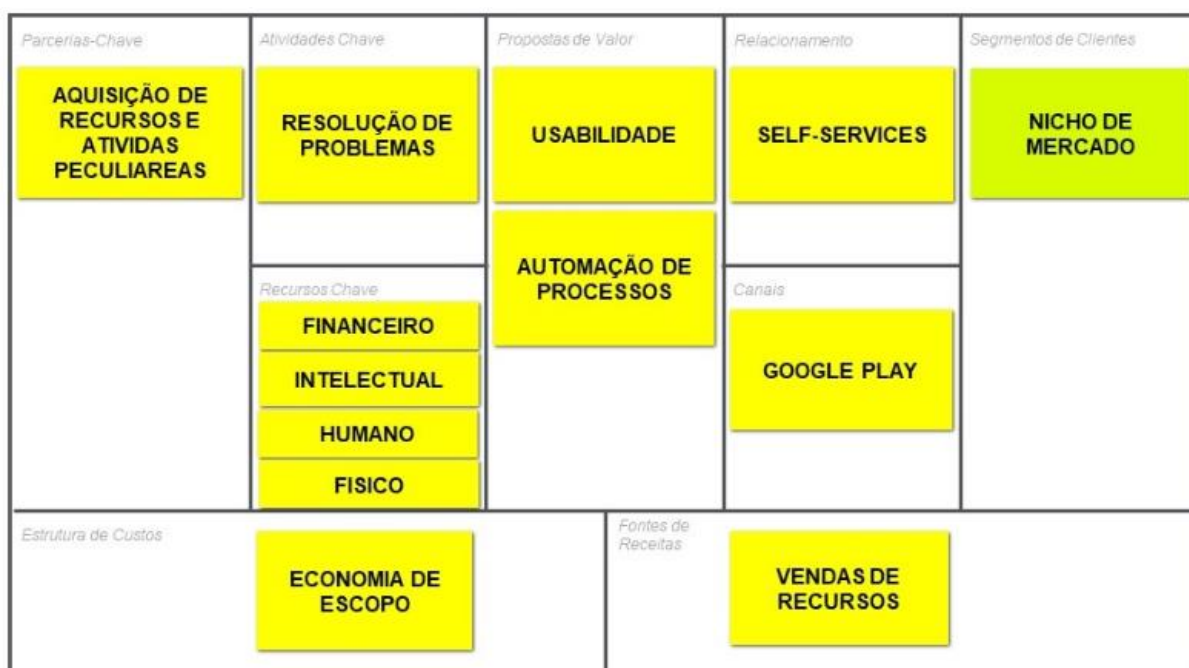 Parcerias-Chave
AQUISIÇÃO DE
RECURSOS E
ATIVIDAS
PECULIAREAS
Atividades Chave
RESOLUÇÃO DE
PROBLEMAS
Recursos Chave
FINANCEIRO
INTELECTUAL
HUMANO
FISICO
Propostas de Valor
USABILIDADE
AUTOMAÇÃO DE
PROCESSOS
Relacionamento
SELF-SERVICES
Canais
GOOGLE PLAY
Segmentos de Clientes
NICHO DE
MERCADO
Estrutura de Custos
ECONOMIA DE
ESCOPO
Fontes de
Receitas
VENDAS DE
RECURSOS